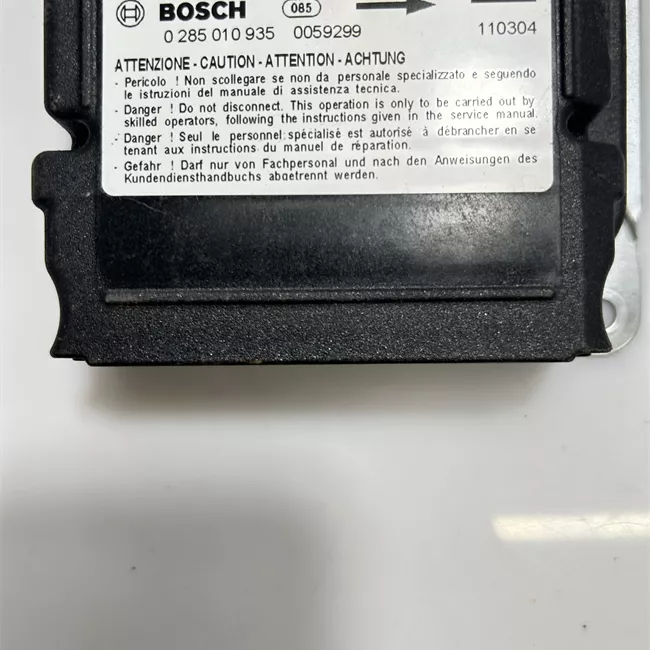 BOSCH 085
0 285 010 935 0059299 110304
ATTENZIONE - CAUTION - ATTENTION - ACHTUNG
- Pericolo ! Non scollegare se non da personale specializzato e seguendo
le istruzioni del manuale di assistenza tecnica.
- Danger ! Do not disconnect. This operation is only to be carried out by
skilled operators, following the instructions given in the service manual.
- Danger ! Seul le personnel spécialisé est autorisé à débrancher en se
tenant aux instructions du manuel de réparation.
- Gefahr ! Darf nur von Fachpersonal und nach den Anweisungen des
Kundendiensthandbuchs abgetrennt werden.